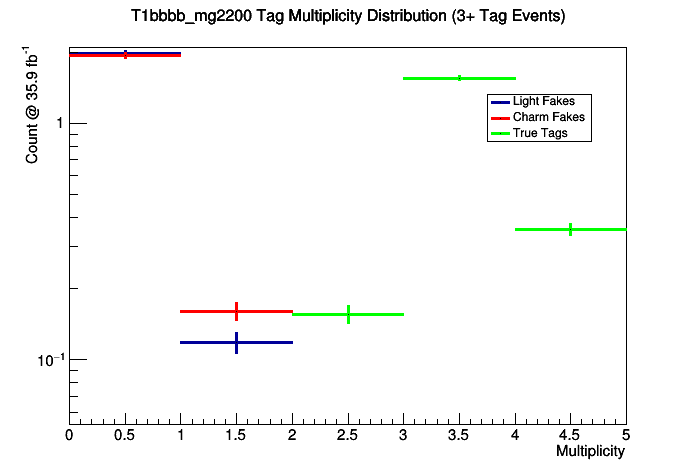 T1bbbb_mg2200 Tag Multiplicity Distribution (3+ Tag Events)
Count @ 35.9 fb⁻¹
Light Fakes
Charm Fakes
True Tags
1
10⁻¹
0 0.5 1 1.5 2 2.5 3 3.5 4 4.5 5
Multiplicity